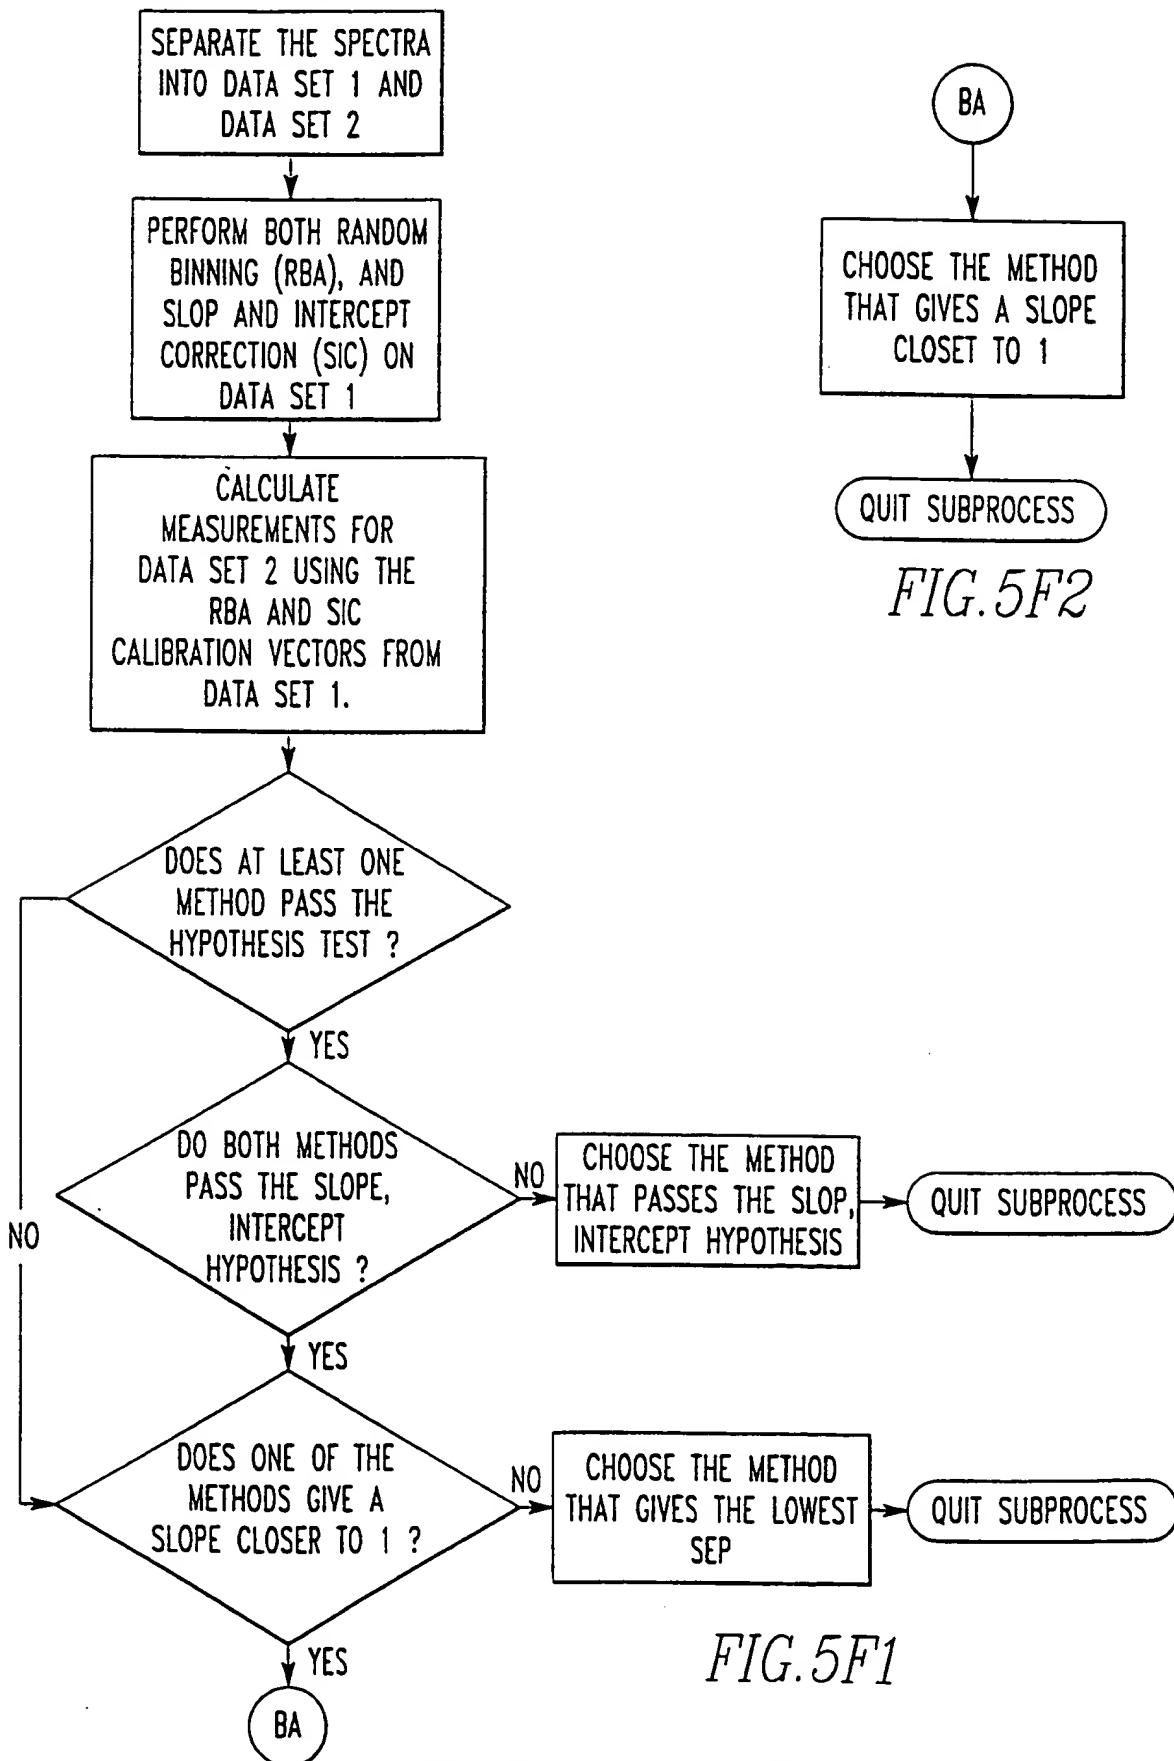 SEPARATE THE SPECTRA
INTO DATA SET 1 AND
DATA SET 2
PERFORM BOTH RANDOM
BINNING (RBA), AND
SLOP AND INTERCEPT
CORRECTION (SIC) ON
DATA SET 1
CALCULATE
MEASUREMENTS FOR
DATA SET 2 USING THE
RBA AND SIC
CALIBRATION VECTORS FROM
DATA SET 1.
DOES AT LEAST ONE
METHOD PASS THE
HYPOTHESIS TEST ?
YES
NO
DO BOTH METHODS
PASS THE SLOPE,
INTERCEPT
HYPOTHESIS ?
NO
CHOOSE THE METHOD
THAT PASSES THE SLOP,
INTERCEPT HYPOTHESIS
QUIT SUBPROCESS
YES
DOES ONE OF THE
METHODS GIVE A
SLOPE CLOSER TO 1 ?
NO
CHOOSE THE METHOD
THAT GIVES THE LOWEST
SEP
QUIT SUBPROCESS
YES
BA
FIG.5F1
BA
CHOOSE THE METHOD
THAT GIVES A SLOPE
CLOSET TO 1
QUIT SUBPROCESS
FIG.5F2